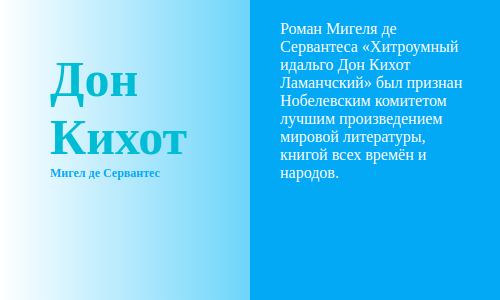 Дон
Кихот
Мигел де Сервантес
Роман Мигеля де
Сервантеса «Хитроумный
идальго Дон Кихот
Ламанчский» был признан
Нобелевским комитетом
лучшим произведением
мировой литературы,
книгой всех времён и
народов.